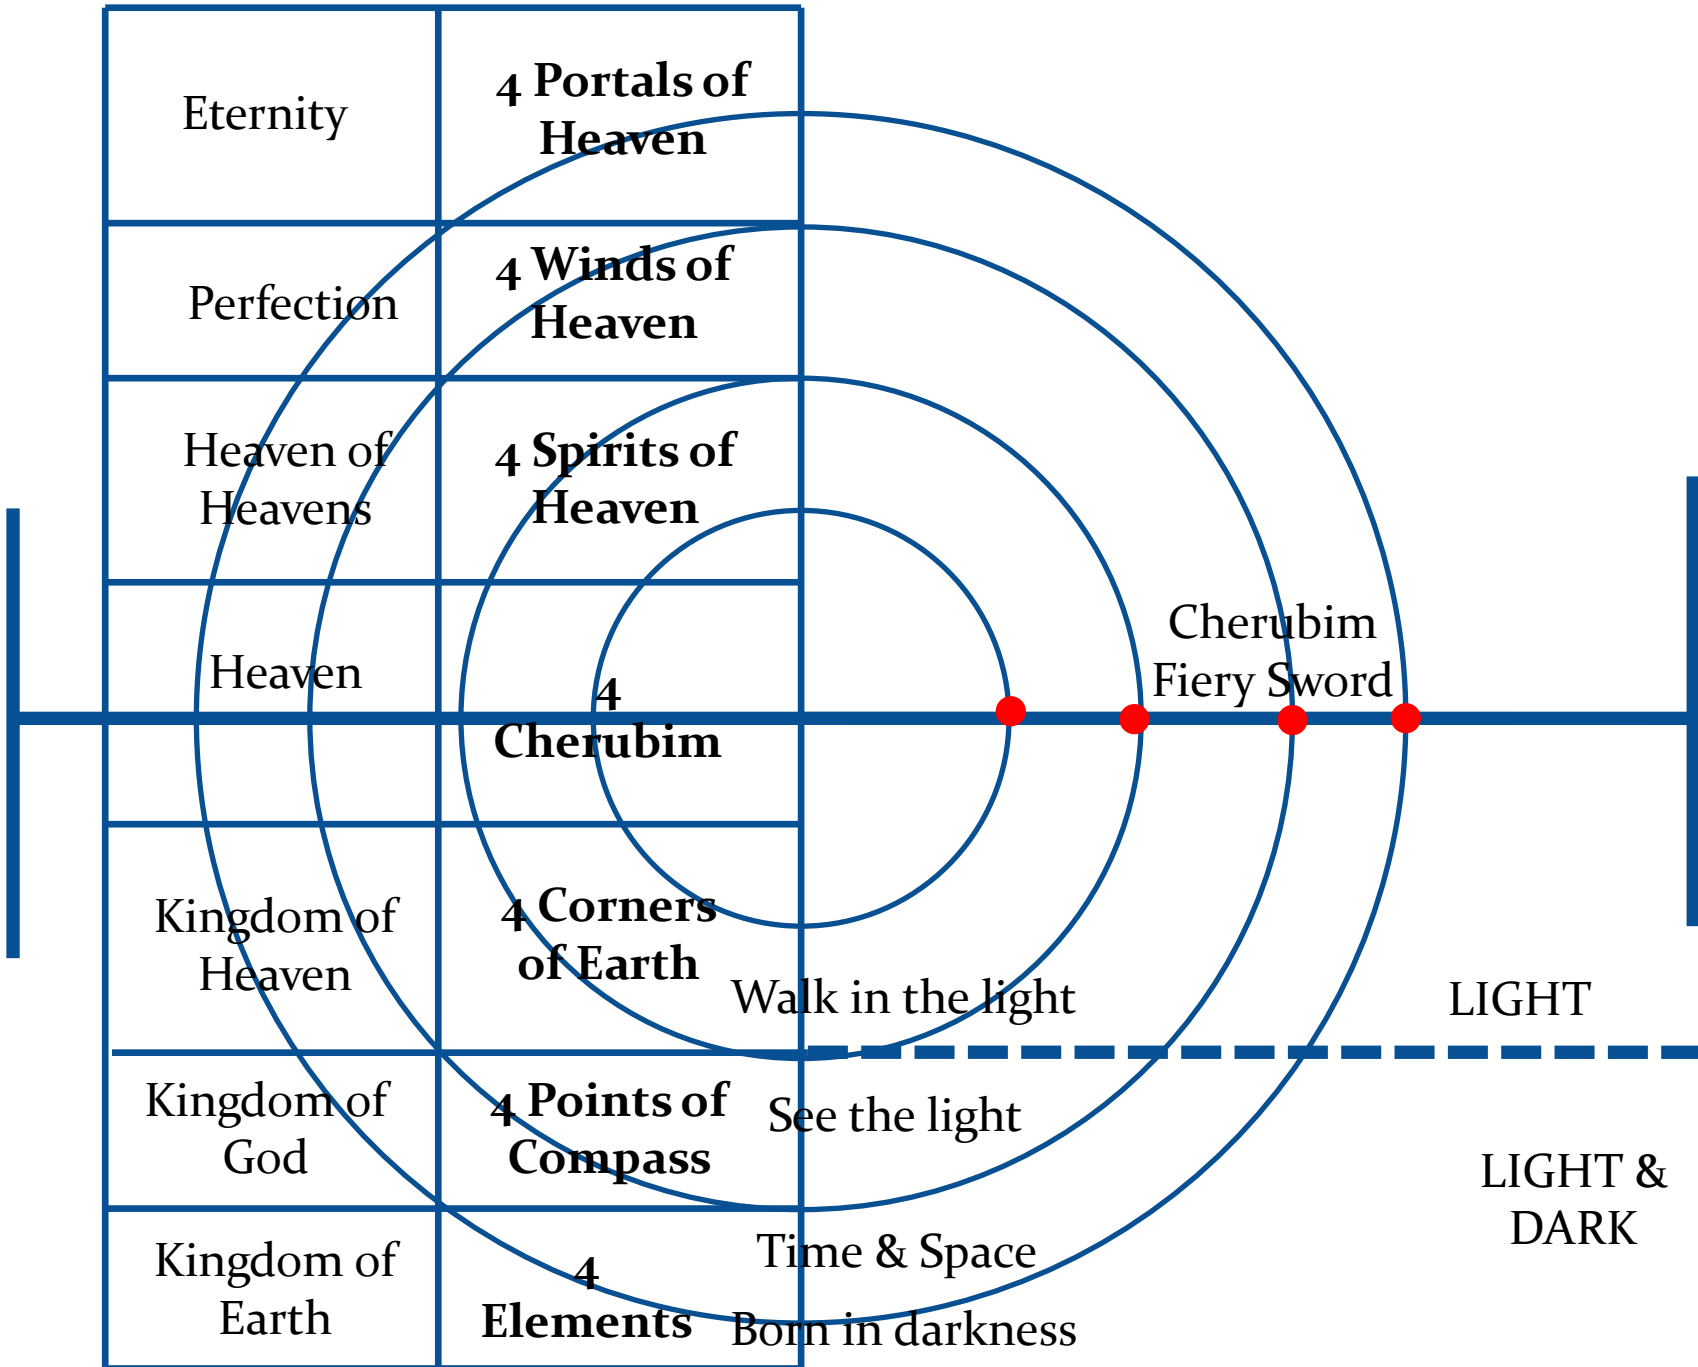 Eternity
4 Portals of
Heaven
Perfection
4 Winds of
Heaven
Heaven of
Heavens
4 Spirits of
Heaven
Heaven
4
Cherubim
Cherubim
Fiery Sword
Kingdom of
Heaven
4 Corners
of Earth
Walk in the light
LIGHT
Kingdom of
God
4 Points of
Compass
See the light
LIGHT &
DARK
Kingdom of
Earth
4
Elements
Time & Space
Born in darkness